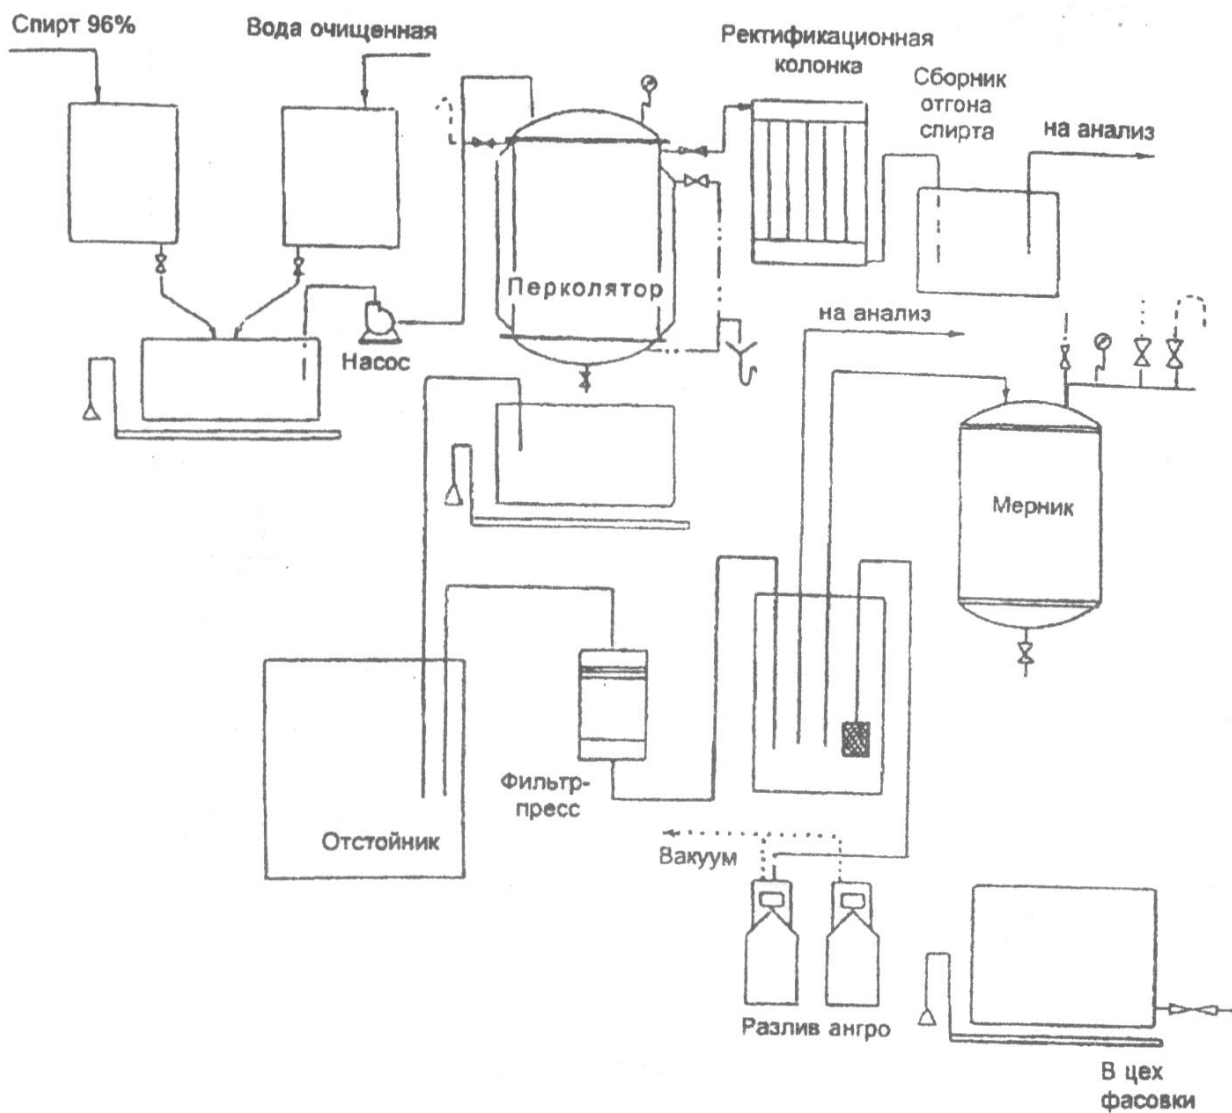 Спирт 96%
Вода очищенная
Ректификационная
колонка
Сборник
отгона
спирта
на анализ
Перколятор
Насос
на анализ
Мерник
Фильтр-
пресс
Отстойник
Вакуум
Разлив ангро
В цех
фасовки